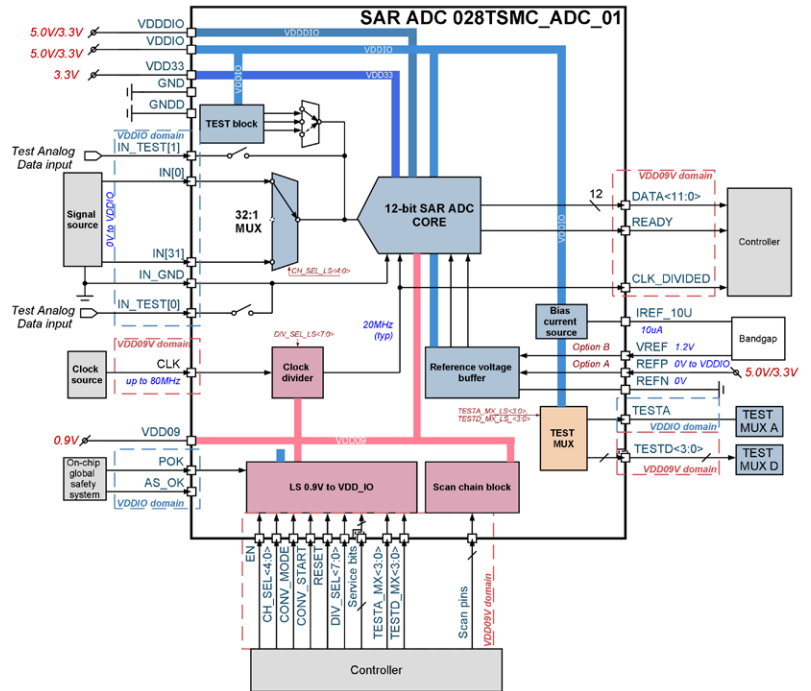 SAR ADC 028TSMC_ADC_01
VDDDIO
5.0V/3.3V
VDDDIO
VDDIO
5.0V/3.3V
VDDIO
VDD33
3.3V
VDD33
GND
GNDD
VDDIO
TEST block
VDDIO domain
IN_TEST[1]
Test Analog
Data input
IN[0]
Signal
source
0V to VDDIO
32:1
MUX
IN[31]
CH_SEL_LS<4:0>
IN_GND
IN_TEST[0]
Test Analog
Data input
12-bit SAR ADC
CORE
VDDIO
VDD09V domain
12
DATA<11:0>
READY
CLK_DIVIDED
Controller
20MHz
(typ)
DIV_SEL_LS<7:0>
VDD09V domain
CLK
Clock
source
up to 80MHz
Clock
divider
Bias
current
source
IREF_10U
10uA
Bandgap
Option B
VREF
1.2V
Option A
REFP
0V to VDDIO
5.0V/3.3V
REFN
0V
Reference voltage
buffer
TESTA_MX_LS<3:0>,
TESTD_MX_LS_<3:0>
TEST
MUX
TESTA
VDDIO domain
TEST
MUX A
TESTD<3:0>
VDD09V domain
TEST
MUX D
0.9V
VDD09
VDD09
On-chip
global
safety
system
POK
AS_OK
VDDIO domain
LS 0.9V to VDD_IO
Scan chain block
EN
CH_SEL<4:0>
CONV_MODE
CONV_START
RESET
DIV_SEL<7:0>
Service bits
TESTA_MX<3:0>
TESTD_MX<3:0>
Scan pins
VDD09V domain
Controller